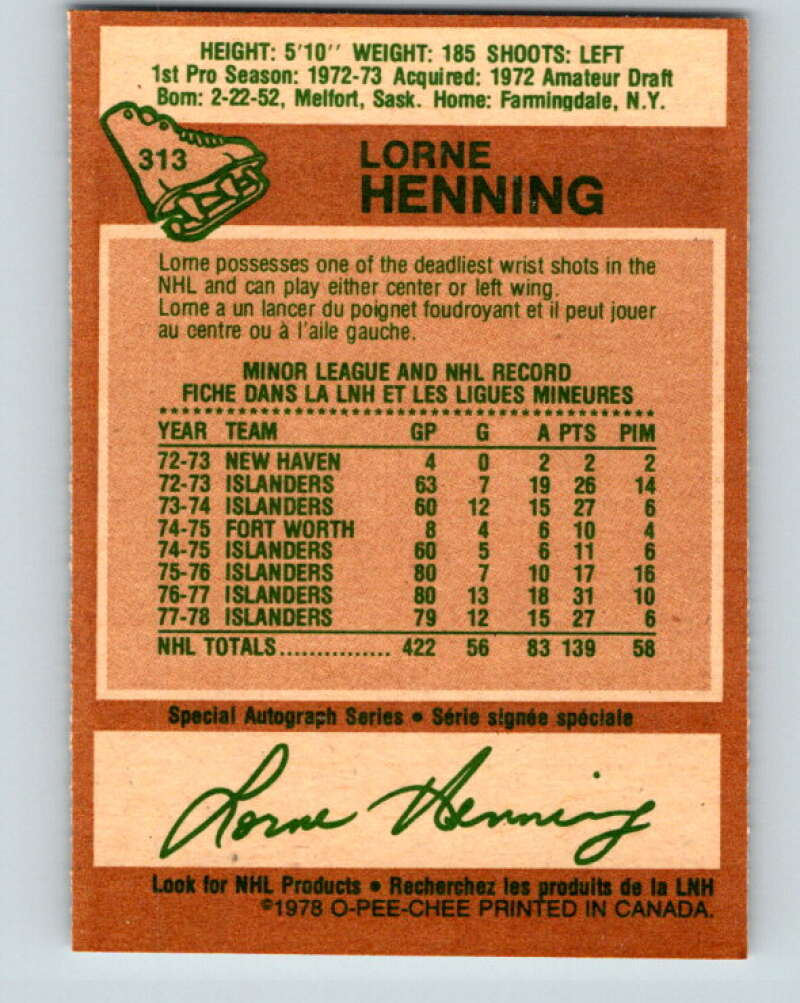 HEIGHT: 5'10'' WEIGHT: 185 SHOOTS: LEFT
1st Pro Season: 1972-73 Acquired: 1972 Amateur Draft
Born: 2-22-52, Melfort, Sask. Home: Farmingdale, N.Y.
313
LORNE
HENNING
Lorne possesses one of the deadliest wrist shots in the
NHL and can play either center or left wing.
Lorne a un lancer du poignet foudroyant et il peut jouer
au centre ou à l'aile gauche.
MINOR LEAGUE AND NHL RECORD
FICHE DANS LA LNH ET LES LIGUES MINEURES
YEAR TEAM GP G A PTS PIM
72-73 NEW HAVEN 4 0 2 2 2
72-73 ISLANDERS 63 7 19 26 14
73-74 ISLANDERS 60 12 15 27 6
74-75 FORT WORTH 8 4 6 10 4
74-75 ISLANDERS 60 5 6 11 6
75-76 ISLANDERS 80 7 10 17 16
76-77 ISLANDERS 80 13 18 31 10
77-78 ISLANDERS 79 12 15 27 6
NHL TOTALS............... 422 56 83 139 58
Special Autograph Series • Série signée spéciale
Lorne Henning
Look for NHL Products • Recherchez les produits de la LNH
©1978 O-PEE-CHEE PRINTED IN CANADA.